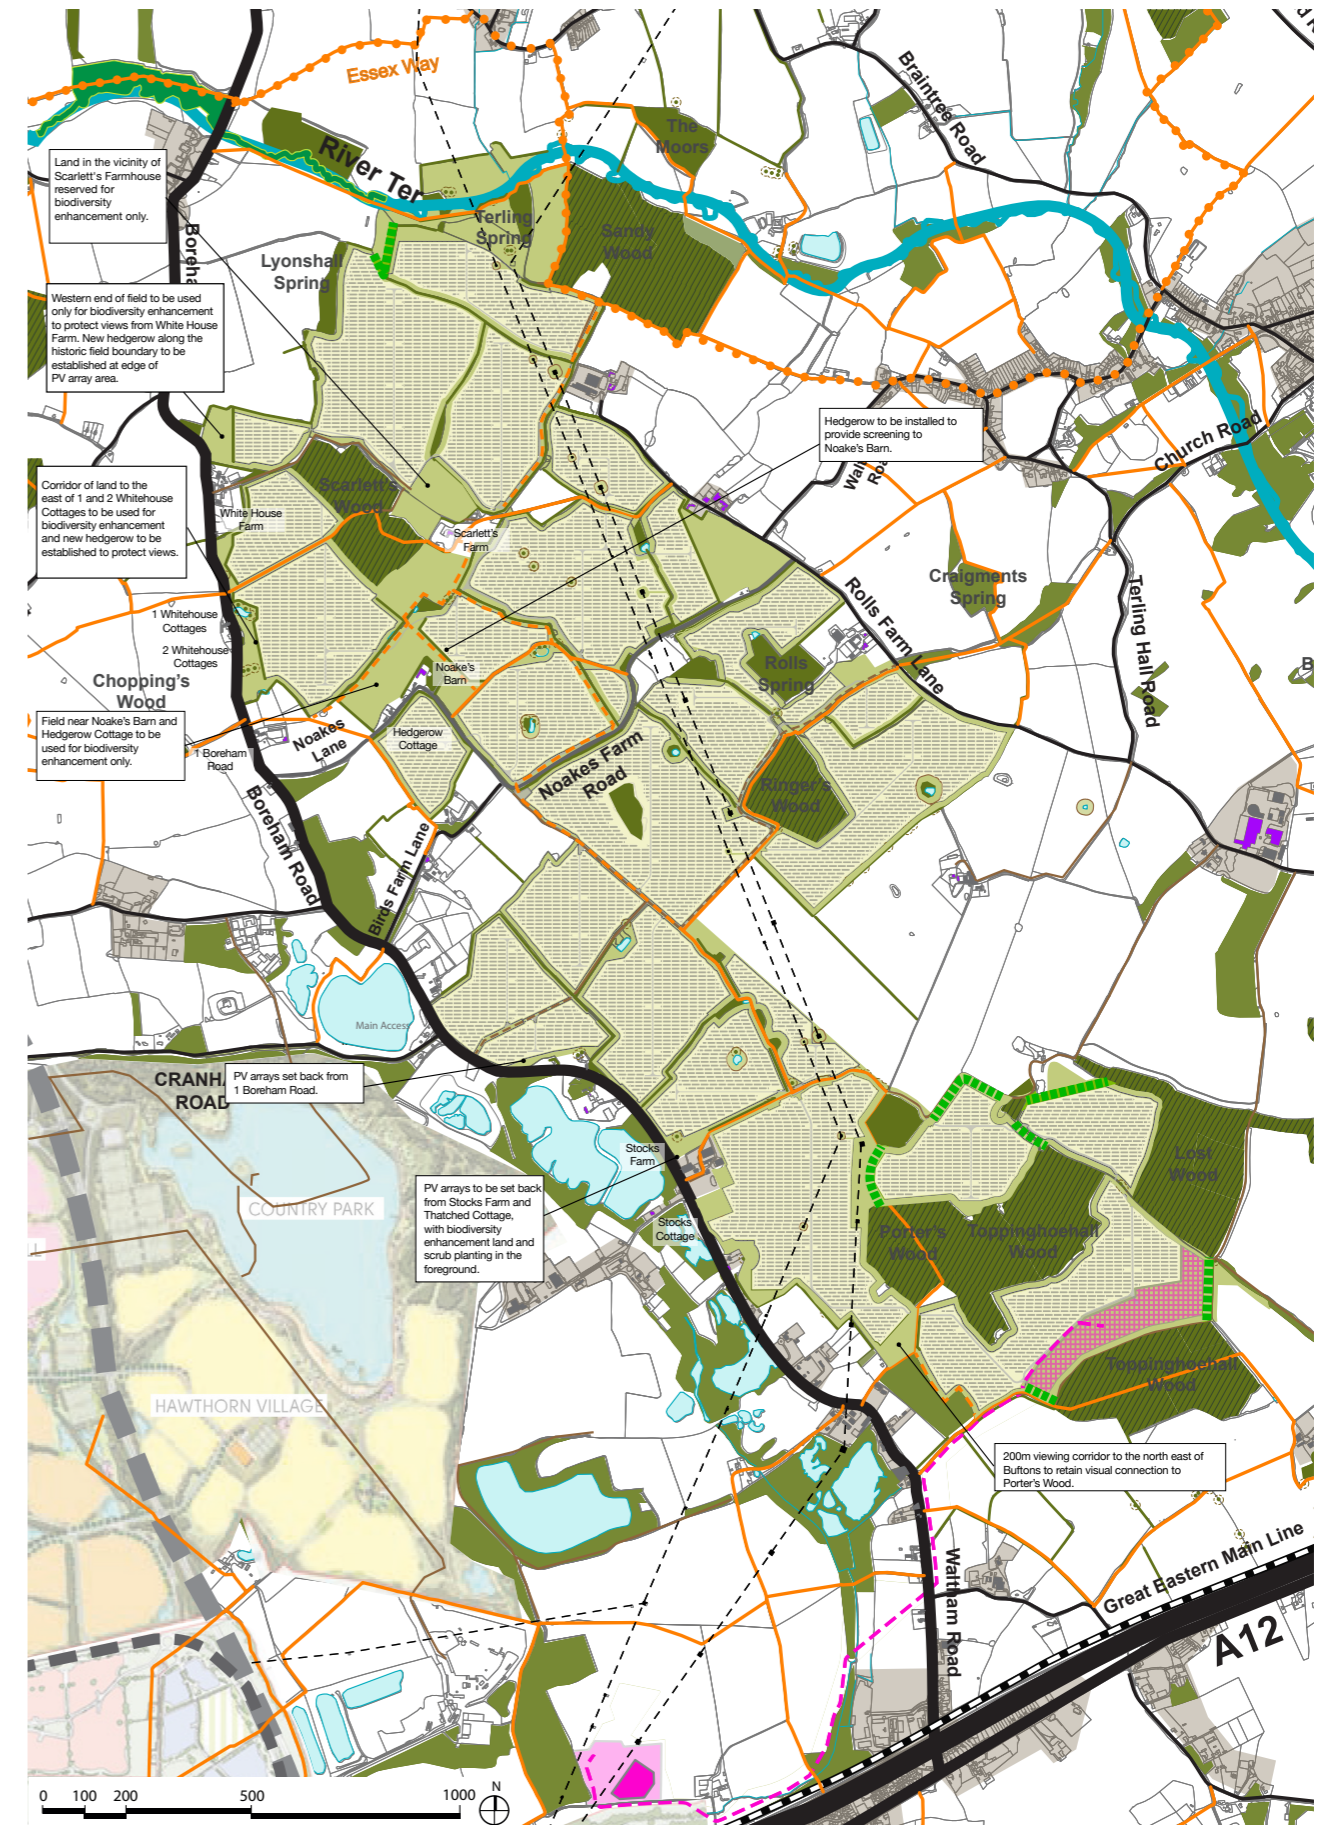 Essex Way
Braintree Road
The
Moors
River Ter
Land in the vicinity of
Scarlett's Farmhouse
reserved for
biodiversity
enhancement only.
Terling
Spring
Sandy
Wood
Lyonshall
Spring
Western end of field to be used
only for biodiversity enhancement
to protect views from White House
Farm. New hedgerow along the
historic field boundary to be
established at edge of
PV array area.
Hedgerow to be installed to
provide screening to
Noake's Barn.
Church Road
Corridor of land to the
east of 1 and 2 Whitehouse
Cottages to be used for
biodiversity enhancement
and new hedgerow to be
established to protect views.
Scarlett's
Wood
White House
Farm
Scarlett's
Farm
Craigments
Spring
Rolls Farm Lane
Terling Hall Road
1 Whitehouse
Cottages
2 Whitehouse
Cottages
Chopping's
Wood
Noake's
Barn
Rolls
Spring
Field near Noake's Barn and
Hedgerow Cottage to be
used for biodiversity
enhancement only.
1 Boreham
Road
Noakes
Lane
Hedgerow
Cottage
Noakes Farm
Road
Ringer's
Wood
Boreham Road
Birds Farm Lane
Main Access
PV arrays set back from
1 Boreham Road.
ROAD
Stocks
Farm
Lost
Wood
PV arrays to be set back
from Stocks Farm and
Thatched Cottage,
with biodiversity
enhancement land and
scrub planting in the
foreground.
COUNTRY PARK
Stocks
Cottage
Porter's
Wood
Toppinghoehall
Wood
Toppinghoehall
Wood
HAWTHORN VILLAGE
200m viewing corridor to the north east of
Buftons to retain visual connection to
Porter's Wood.
Waltham Road
Great Eastern Main Line
A12
0 100 200 500 1000
N